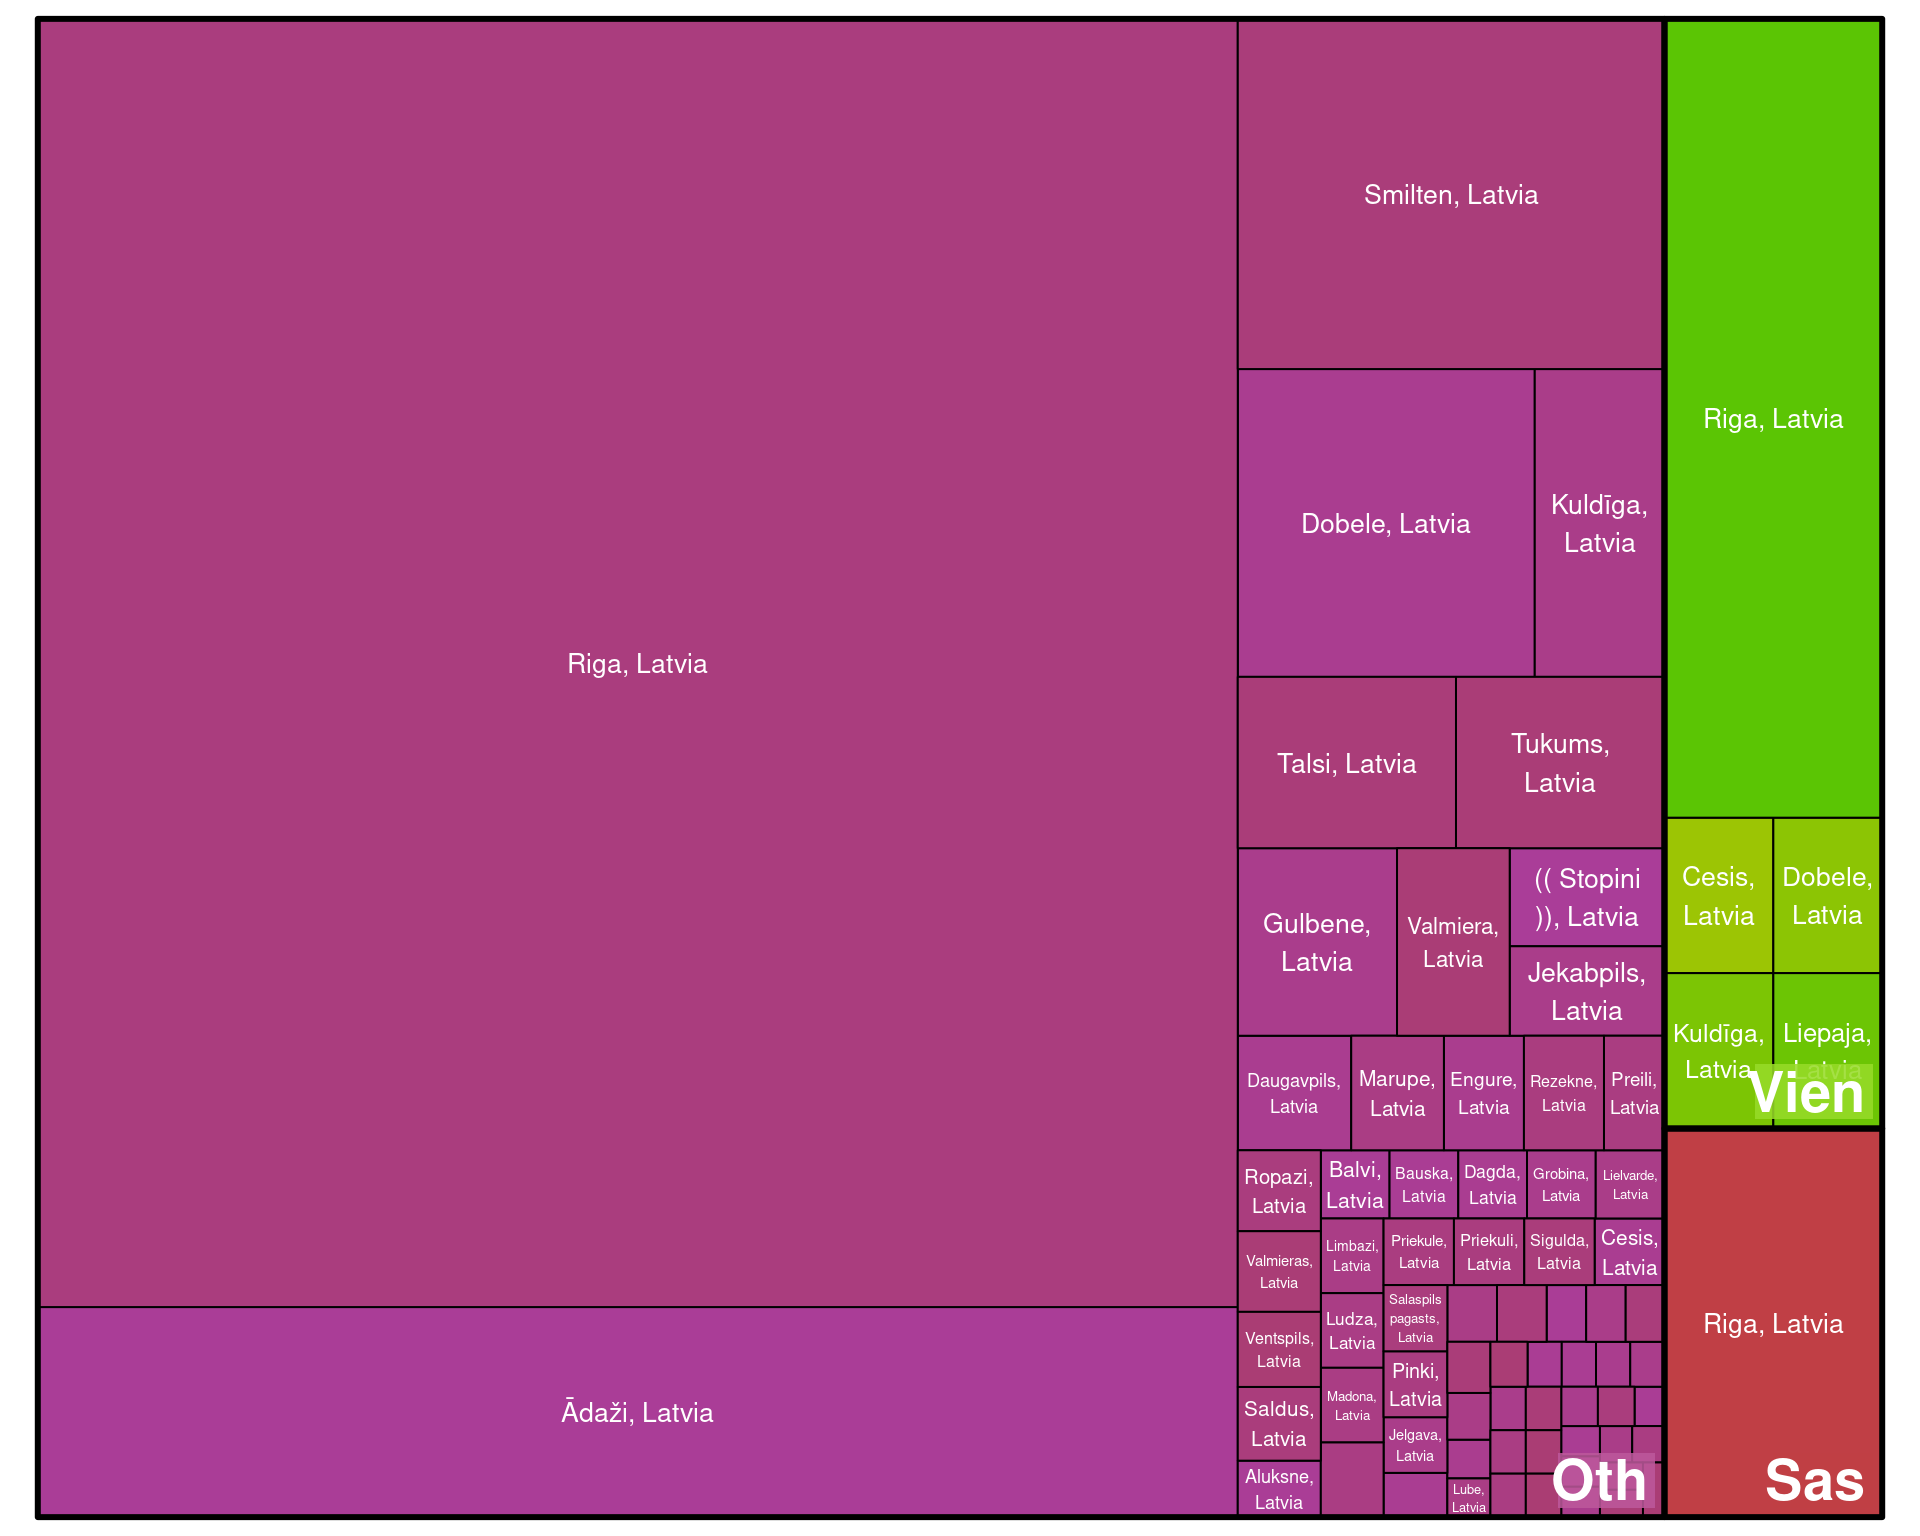 Riga, Latvia
Ādaži, Latvia
Smilten, Latvia
Dobele, Latvia
Kuldīga,
Latvia
Talsi, Latvia
Tukums,
Latvia
Gulbene,
Latvia
Valmiera,
Latvia
(( Stopini
)), Latvia
Jekabpils,
Latvia
Daugavpils,
Latvia
Marupe,
Latvia
Engure,
Latvia
Rezekne,
Latvia
Preili,
Latvia
Ropazi,
Latvia
Valmieras,
Latvia
Ventspils,
Latvia
Saldus,
Latvia
Aluksne,
Latvia
Balvi,
Latvia
Bauska,
Latvia
Dagda,
Latvia
Grobina,
Latvia
Lielvarde,
Latvia
Limbazi,
Latvia
Ludza,
Latvia
Madona,
Latvia
Priekule,
Latvia
Priekuli,
Latvia
Sigulda,
Latvia
Cesis,
Latvia
Salaspils
pagasts,
Latvia
Pinki,
Latvia
Jelgava,
Latvia
Lube,
Latvia
Oth
Riga, Latvia
Cesis,
Latvia
Dobele,
Latvia
Kuldīga,
Latvia
Liepaja,
Latvia
Vien
Riga, Latvia
Sas